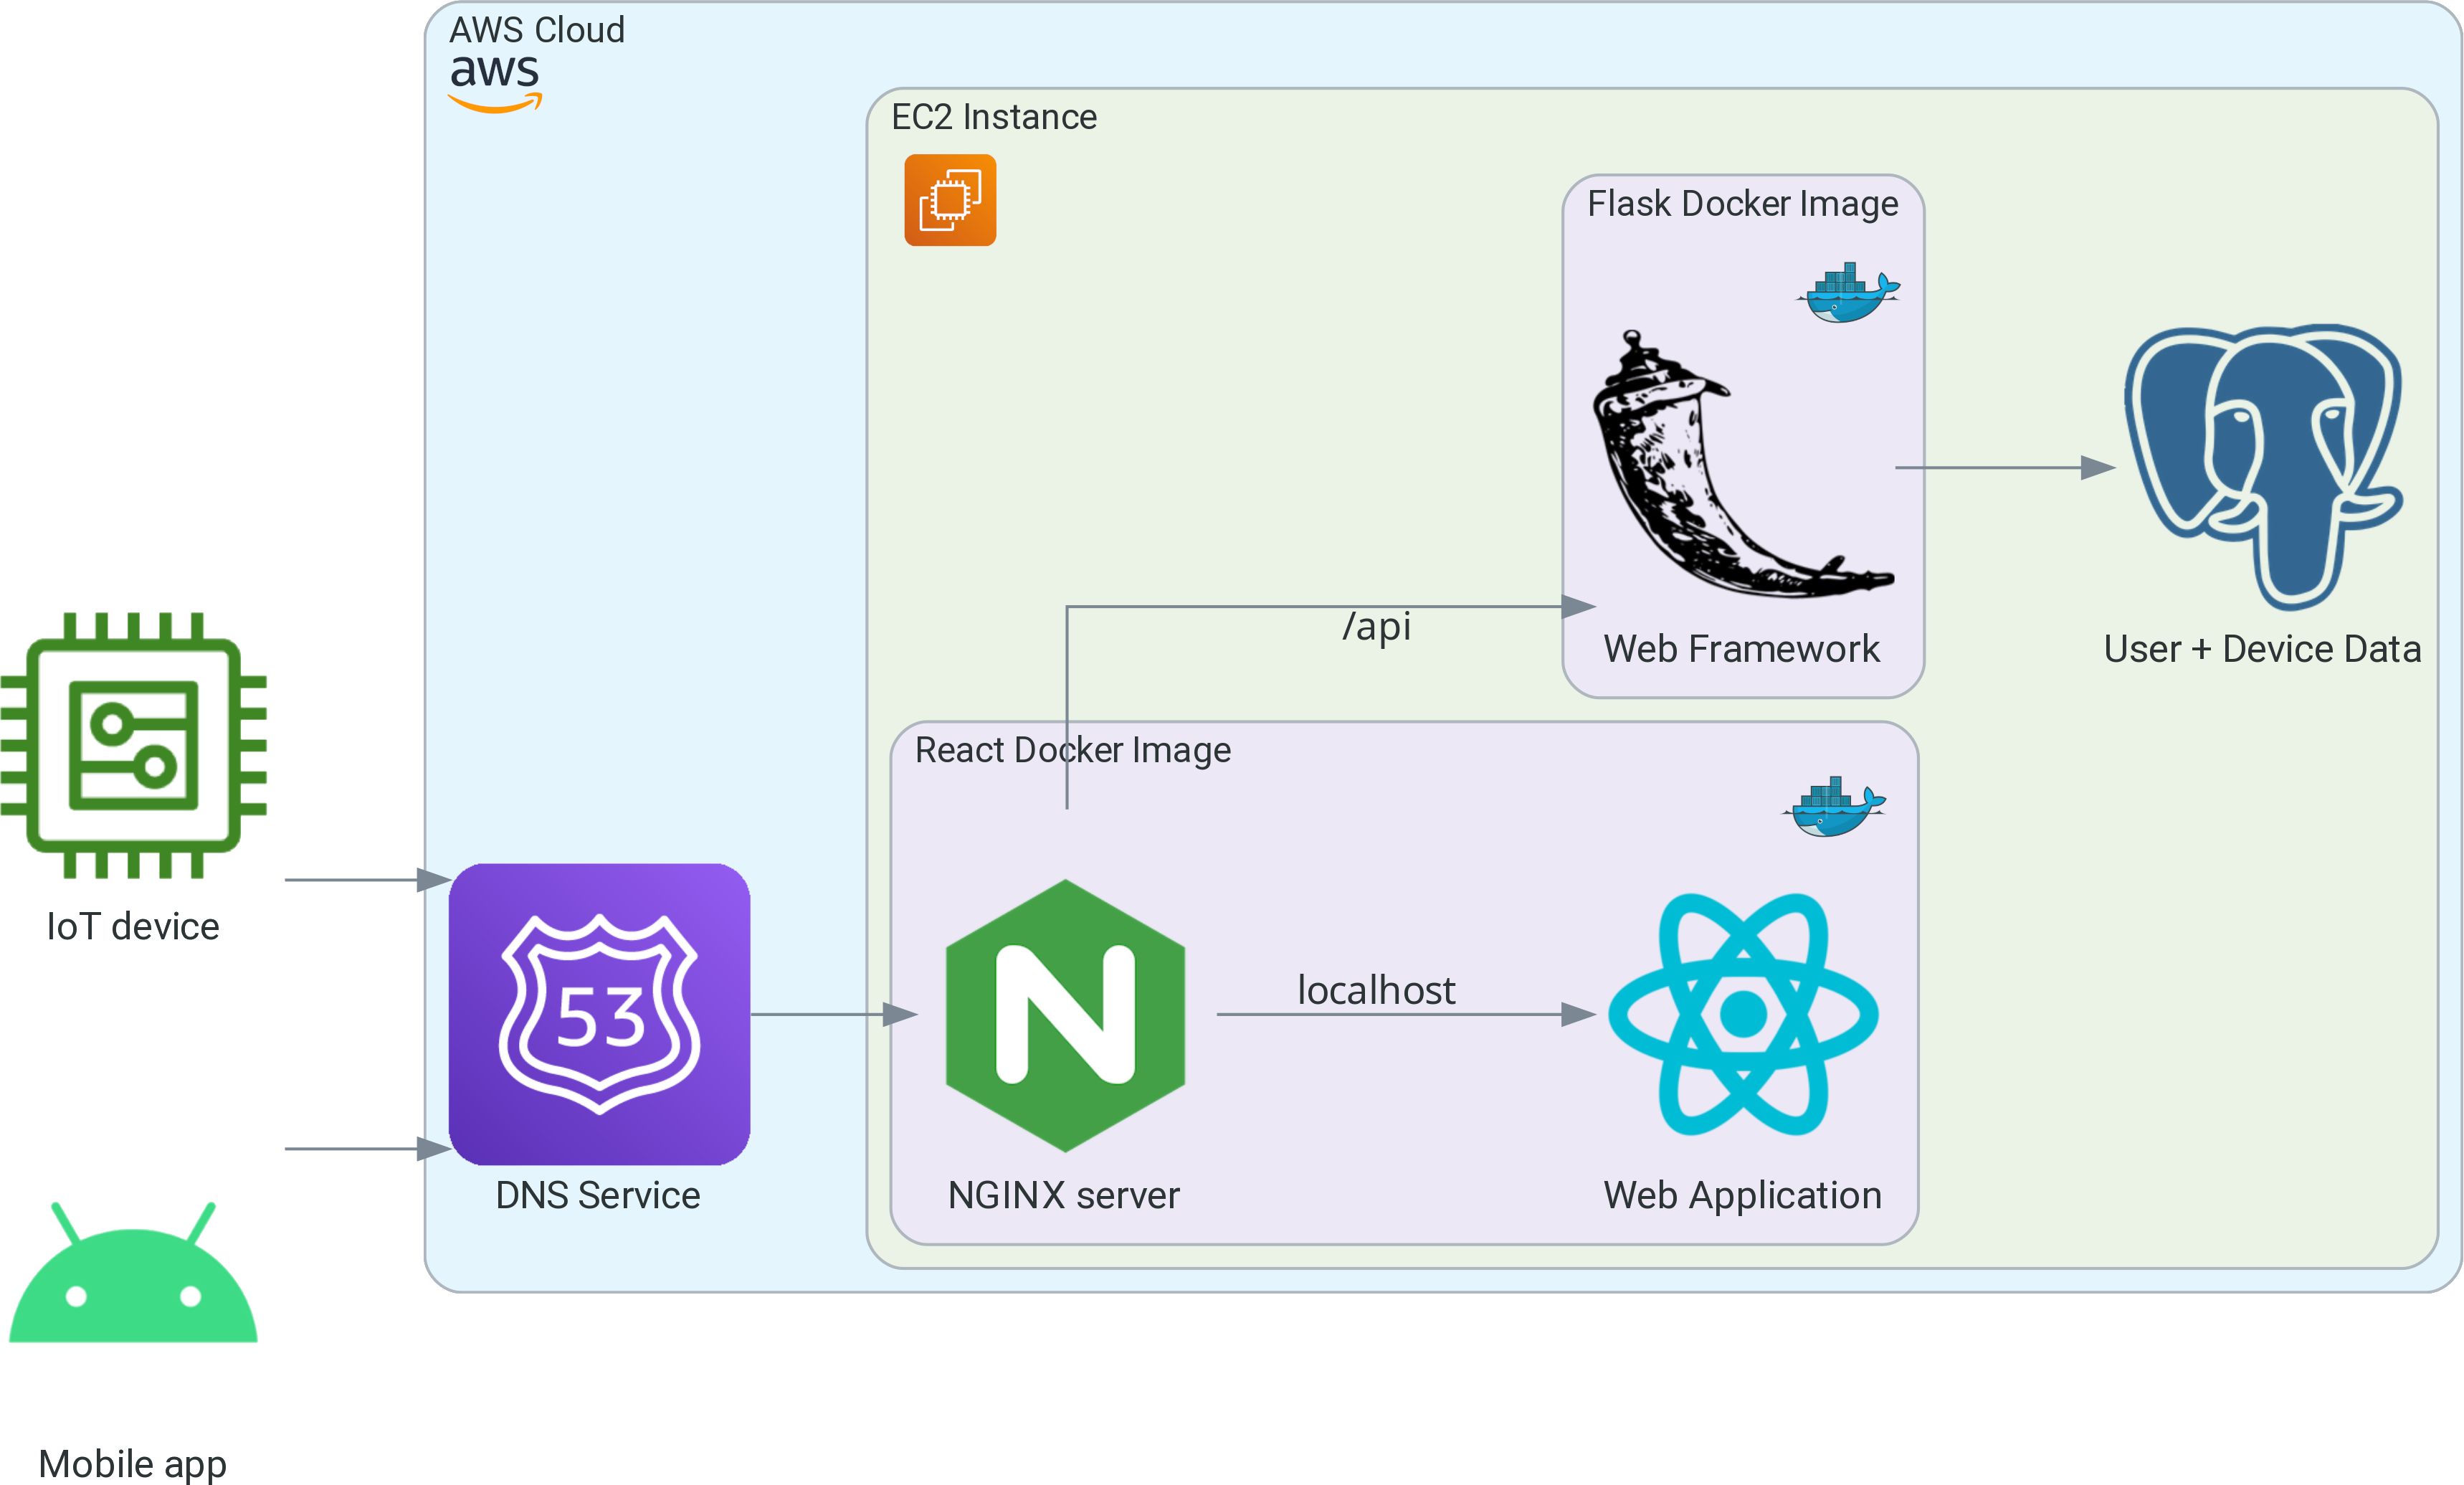 AWS Cloud
aws
EC2 Instance
Flask Docker Image
/api
Web Framework
User + Device Data
React Docker Image
IoT device
53
N
localhost
DNS Service
NGINX server
Web Application
Mobile app